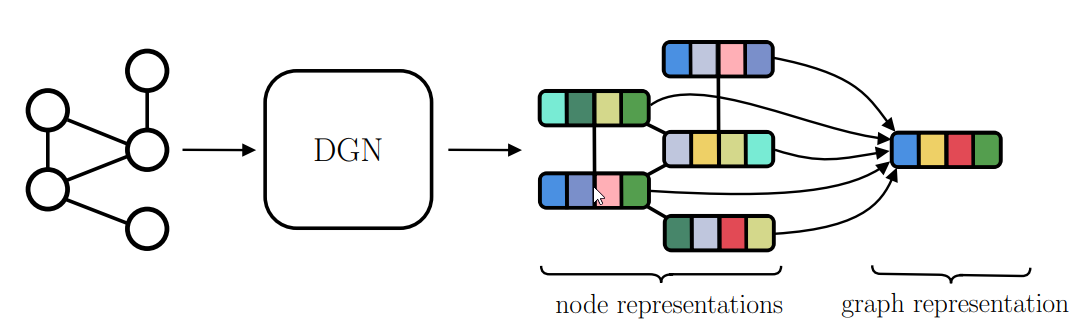 DGN
node representations
graph representation